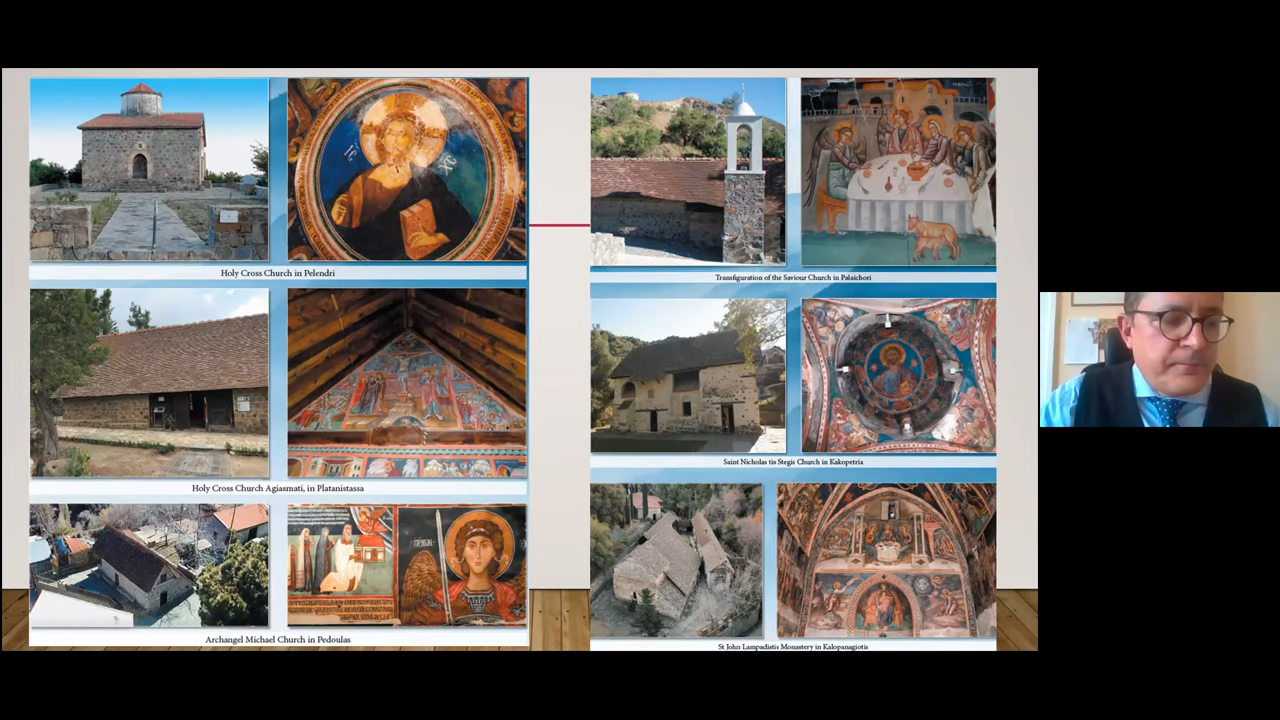 Holy Cross Church in Pelendri
Holy Cross Church Agiasmati, in Platanistassa
Archangel Michael Church in Pedoulas
Transfiguration of the Saviour Church in Palaichori
Saint Nicholas tis Stegis Church in Kakopetria
St John Lampadistis Monastery in Kalopanagiotis